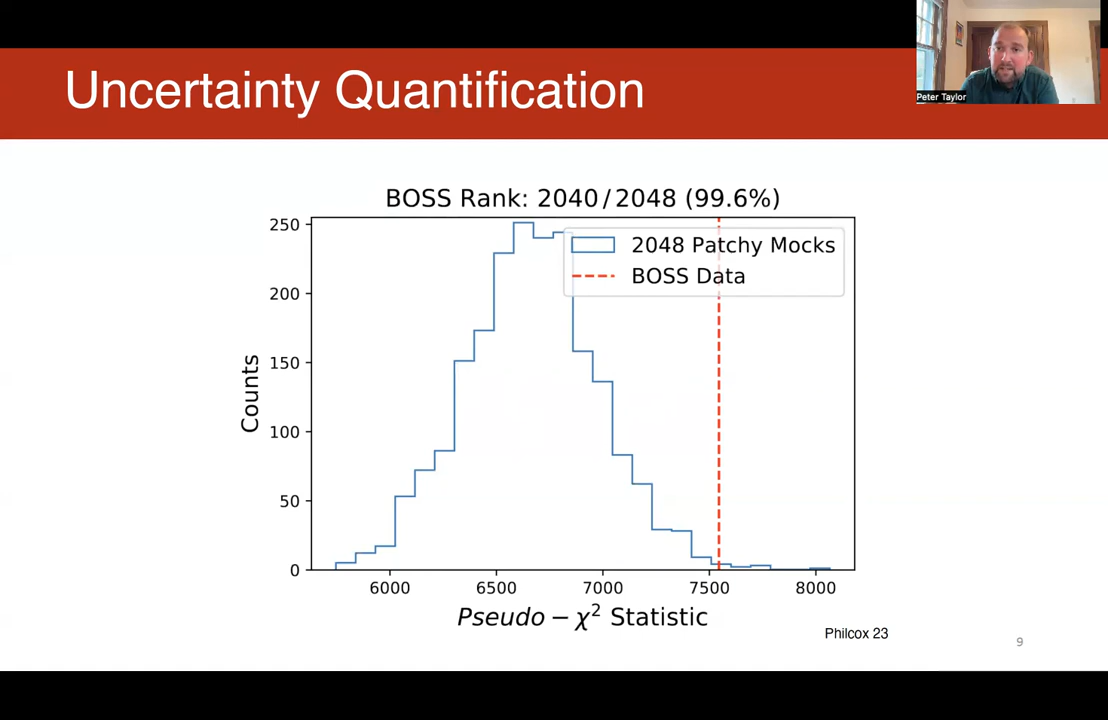 Uncertainty Quantification
Peter Taylor
BOSS Rank: 2040/2048 (99.6%)
250
200
150
100
50
0
Counts
2048 Patchy Mocks
BOSS Data
6000 6500 7000 7500 8000
Pseudo − χ² Statistic
Philcox 23
9